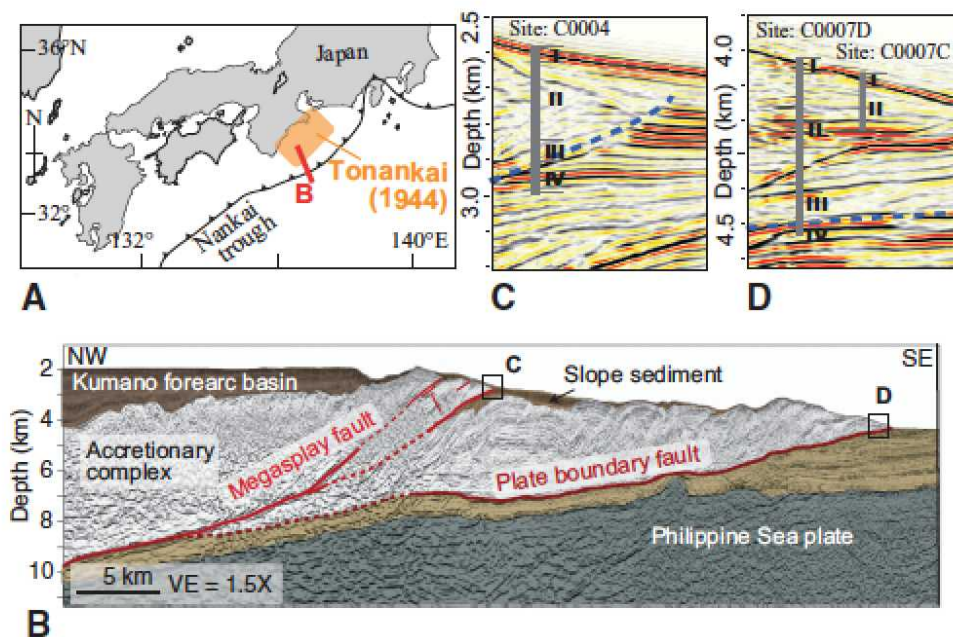 36°N
Japan
N
32°
132°
Nankai
trough
B
Tonankai
(1944)
140°E
A
2.5
Site: C0004
Depth (km)
3.0
I
II
III
IV
C
4.0
Site: C0007D
Site: C0007C
Depth (km)
4.5
I
I
II
II
III
IV
D
NW
SE
2
4
6
8
10
Depth (km)
Kumano forearc basin
C
Slope sediment
D
Accretionary
complex
Megasplay fault
Plate boundary fault
Philippine Sea plate
5 km VE = 1.5X
B